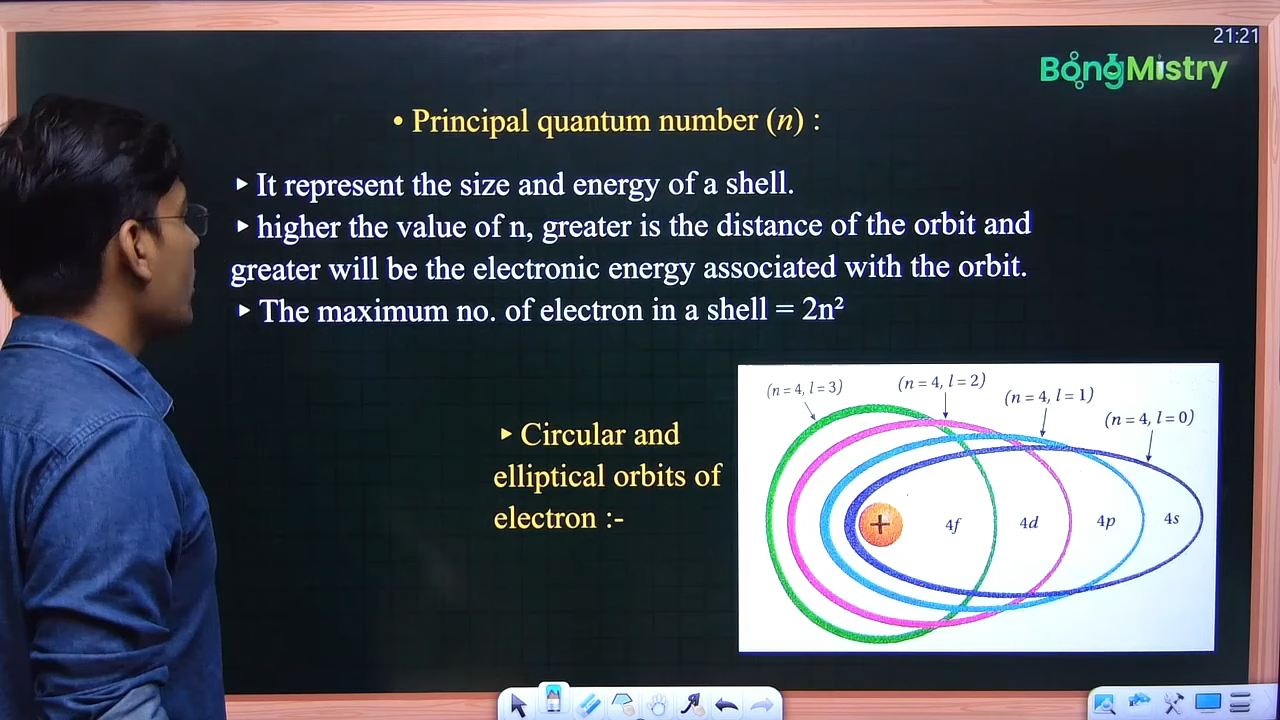 21:21
BongMistry
• Principal quantum number (n) :
▸ It represent the size and energy of a shell.
▸ higher the value of n, greater is the distance of the orbit and
greater will be the electronic energy associated with the orbit.
▸ The maximum no. of electron in a shell = 2n²
▸ Circular and
elliptical orbits of
electron :-
(n = 4, l = 3)
(n = 4, l = 2)
(n = 4, l = 1)
(n = 4, l = 0)
+
4f
4d
4p
4s